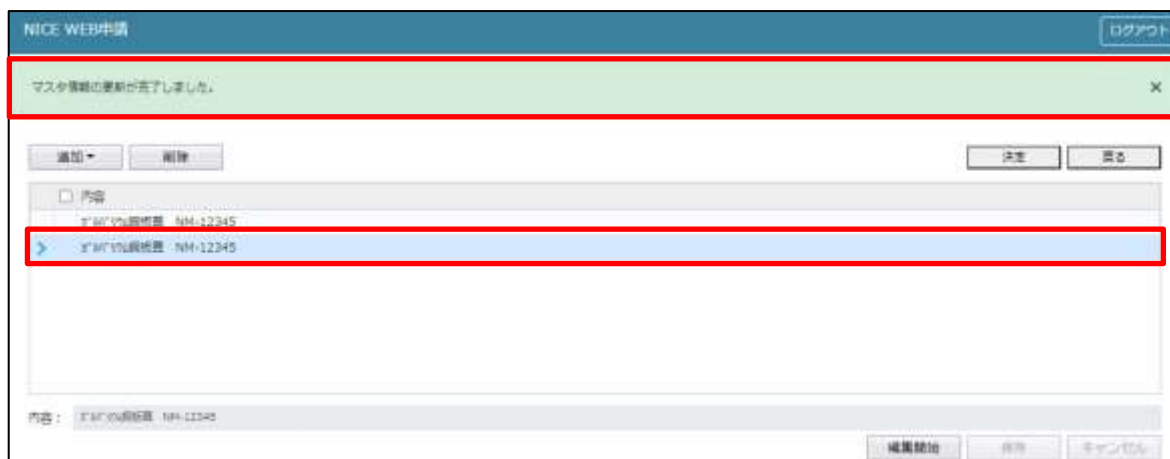 NICE WEB申請
ログアウト
マスタ情報の更新が完了しました。
×
追加 削除
決定 戻る
内容
ｶﾞﾙﾊﾞﾘｳﾑ鋼板葺 NM-12345
ｶﾞﾙﾊﾞﾘｳﾑ鋼板葺 NM-12345
内容： ｶﾞﾙﾊﾞﾘｳﾑ鋼板葺 NM-12345
編集開始 保存 キャンセル